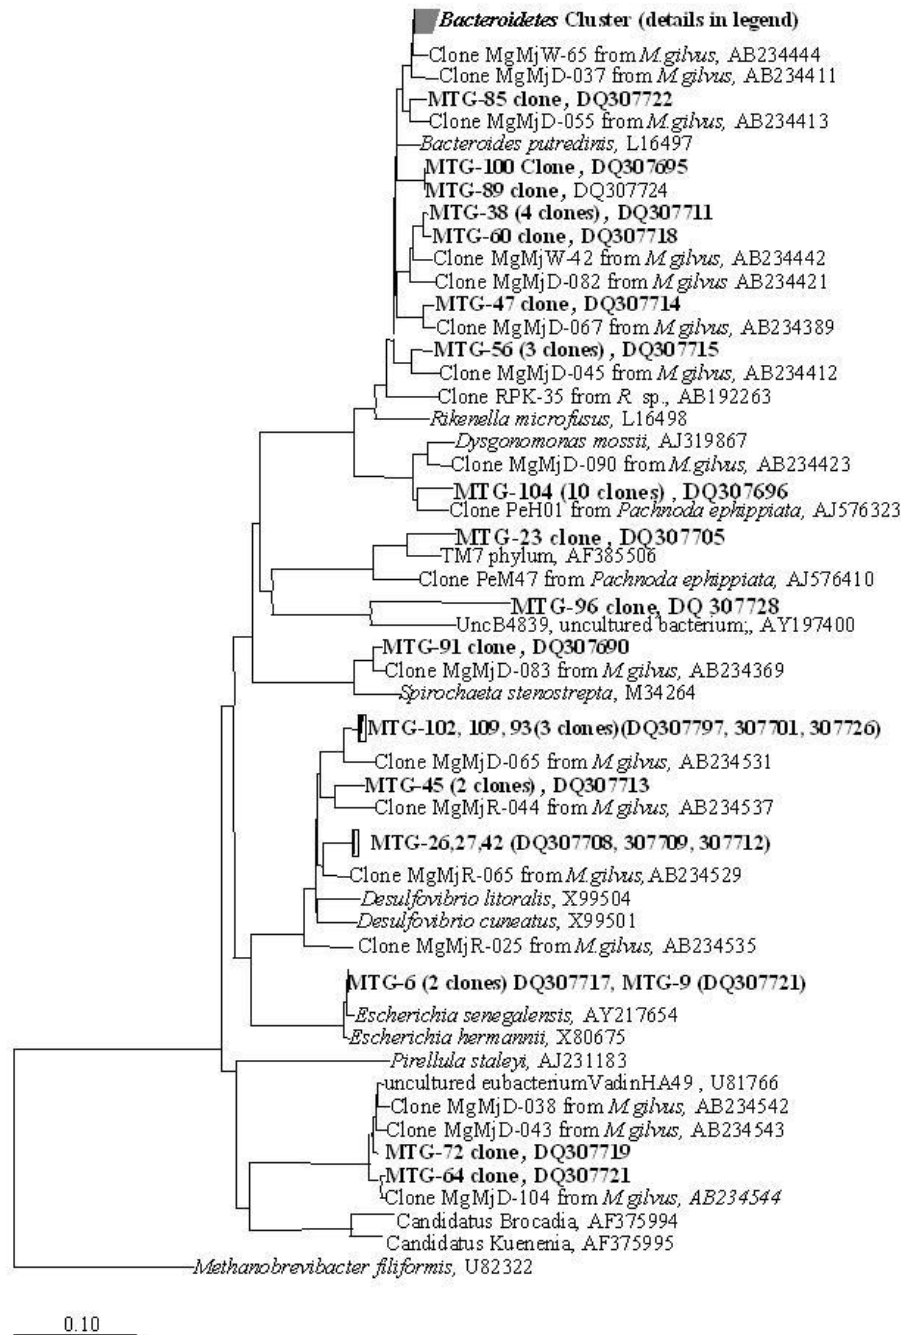 Bacteroidetes Cluster (details in legend)
Clone MgMjW-65 from M.gilvus, AB234444
Clone MgMjD-037 from M.gilvus, AB234411
MTG-85 clone, DQ307722
Clone MgMjD-055 from M.gilvus, AB234413
Bacteroides putredinis, L16497
MTG-100 Clone, DQ307695
MTG-89 clone, DQ307724
MTG-38 (4 clones), DQ307711
MTG-60 clone, DQ307718
Clone MgMjW-42 from M.gilvus, AB234442
Clone MgMjD-082 from M.gilvus AB234421
MTG-47 clone, DQ307714
Clone MgMjD-067 from M.gilvus, AB234389
MTG-56 (3 clones), DQ307715
Clone MgMjD-045 from M.gilvus, AB234412
Clone RPK-35 from R. sp., AB192263
Rikenella microfusus, L16498
Dysgonomonas mossii, AJ319867
Clone MgMjD-090 from M.gilvus, AB234423
MTG-104 (10 clones) , DQ307696
Clone PeH01 from Pachnoda ephippiata, AJ576323
MTG-23 clone, DQ307705
TM7 phylum, AF385506
Clone PeM47 from Pachnoda ephippiata, AJ576410
MTG-96 clone, DQ 307728
UncB4839, uncultured bacterium;, AY197400
MTG-91 clone, DQ307690
Clone MgMjD-083 from M.gilvus, AB234369
Spirochaeta stenostrepta, M34264
MTG-102, 109, 93(3 clones)(DQ307797, 307701, 307726)
Clone MgMjD-065 from M.gilvus, AB234531
MTG-45 (2 clones), DQ307713
Clone MgMjR-044 from M.gilvus, AB234537
MTG-26,27,42 (DQ307708, 307709, 307712)
Clone MgMjR-065 from M.gilvus,AB234529
Desulfovibrio litoralis, X99504
Desulfovibrio cuneatus, X99501
Clone MgMjR-025 from M.gilvus, AB234535
MTG-6 (2 clones) DQ307717, MTG-9 (DQ307721)
Escherichia senegalensis, AY217654
Escherichia hermannii, X80675
Pirellula staleyi, AJ231183
uncultured eubacteriumVadinHA49 , U81766
Clone MgMjD-038 from M.gilvus, AB234542
Clone MgMjD-043 from M.gilvus, AB234543
MTG-72 clone, DQ307719
MTG-64 clone, DQ307721
Clone MgMjD-104 from M.gilvus, AB234544
Candidatus Brocadia, AF375994
Candidatus Kuenenia, AF375995
Methanobrevibacter filiformis, U82322
0.10